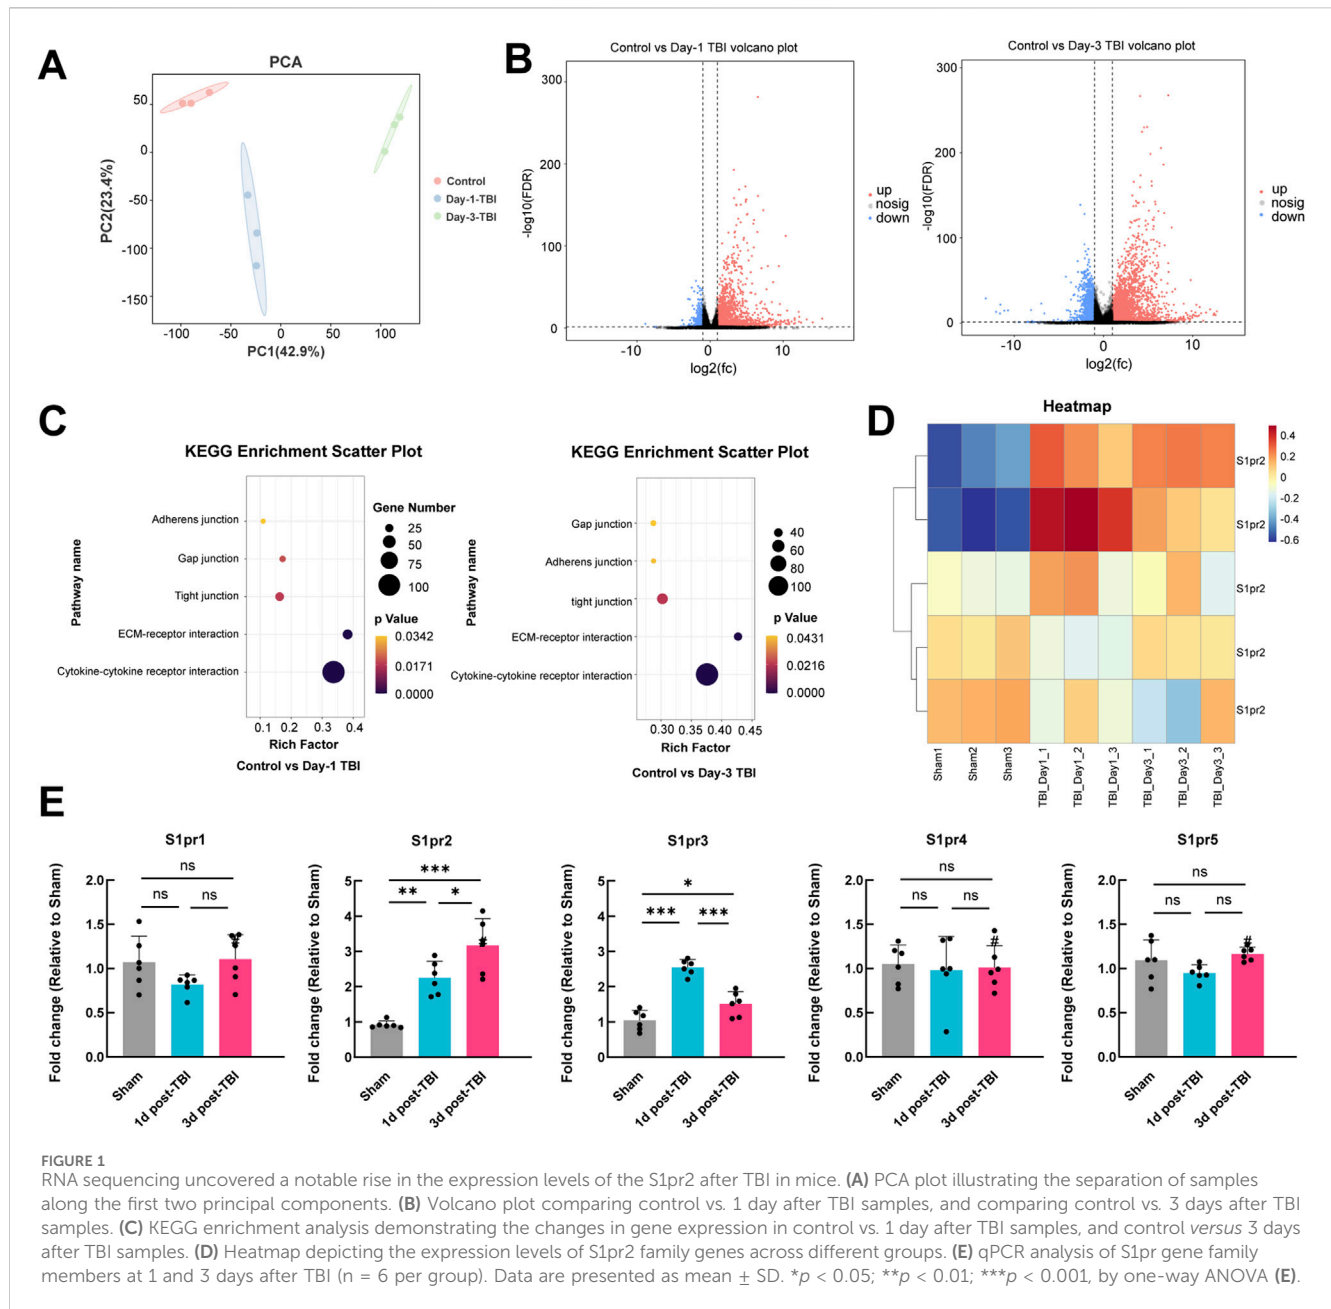 A
PCA
PC2(23.4%)
50
0
-50
-100
-150
-100
-50
0
50
100
PC1(42.9%)
Control
Day-1-TBI
Day-3-TBI
B
Control vs Day-1 TBI volcano plot
-log10(FDR)
300
200
100
0
-10
0
10
log2(fc)
up
nosig
down
Control vs Day-3 TBI volcano plot
-log10(FDR)
300
200
100
0
-10
0
10
log2(fc)
up
nosig
down
C
KEGG Enrichment Scatter Plot
Pathway name
Adherens junction
Gap junction
Tight junction
ECM-receptor interaction
Cytokine-cytokine receptor interaction
0.1
0.2
0.3
0.4
Rich Factor
Control vs Day-1 TBI
Gene Number
25
50
75
100
p Value
0.0342
0.0171
0.0000
KEGG Enrichment Scatter Plot
Pathway name
Gap junction
Adherens junction
tight junction
ECM-receptor interaction
Cytokine-cytokine receptor interaction
0.30
0.35
0.40
0.45
Rich Factor
Control vs Day-3 TBI
40
60
80
100
p Value
0.0431
0.0216
0.0000
D
Heatmap
S1pr2
S1pr2
S1pr2
S1pr2
S1pr2
0.4
0.2
0
-0.2
-0.4
-0.6
Sham1
Sham2
Sham3
TBI_Day1_1
TBI_Day1_2
TBI_Day1_3
TBI_Day3_1
TBI_Day3_2
TBI_Day3_3
E
S1pr1
Fold change (Relative to Sham)
2.0
1.5
1.0
0.5
0.0
ns
ns
ns
#
Sham
1d post-TBI
3d post-TBI
S1pr2
Fold change (Relative to Sham)
5
4
3
2
1
0
***
**
*
#
Sham
1d post-TBI
3d post-TBI
S1pr3
Fold change (Relative to Sham)
5
4
3
2
1
0
*
***
***
Sham
1d post-TBI
3d post-TBI
S1pr4
Fold change (Relative to Sham)
2.0
1.5
1.0
0.5
0.0
ns
ns
ns
#
Sham
1d post-TBI
3d post-TBI
S1pr5
Fold change (Relative to Sham)
2.0
1.5
1.0
0.5
0.0
ns
ns
ns
#
Sham
1d post-TBI
3d post-TBI
FIGURE 1
RNA sequencing uncovered a notable rise in the expression levels of the S1pr2 after TBI in mice. (A) PCA plot illustrating the separation of samples
along the first two principal components. (B) Volcano plot comparing control vs. 1 day after TBI samples, and comparing control vs. 3 days after TBI
samples. (C) KEGG enrichment analysis demonstrating the changes in gene expression in control vs. 1 day after TBI samples, and control versus 3 days
after TBI samples. (D) Heatmap depicting the expression levels of S1pr2 family genes across different groups. (E) qPCR analysis of S1pr gene family
members at 1 and 3 days after TBI (n = 6 per group). Data are presented as mean ± SD. *p < 0.05; **p < 0.01; ***p < 0.001, by one-way ANOVA (E).